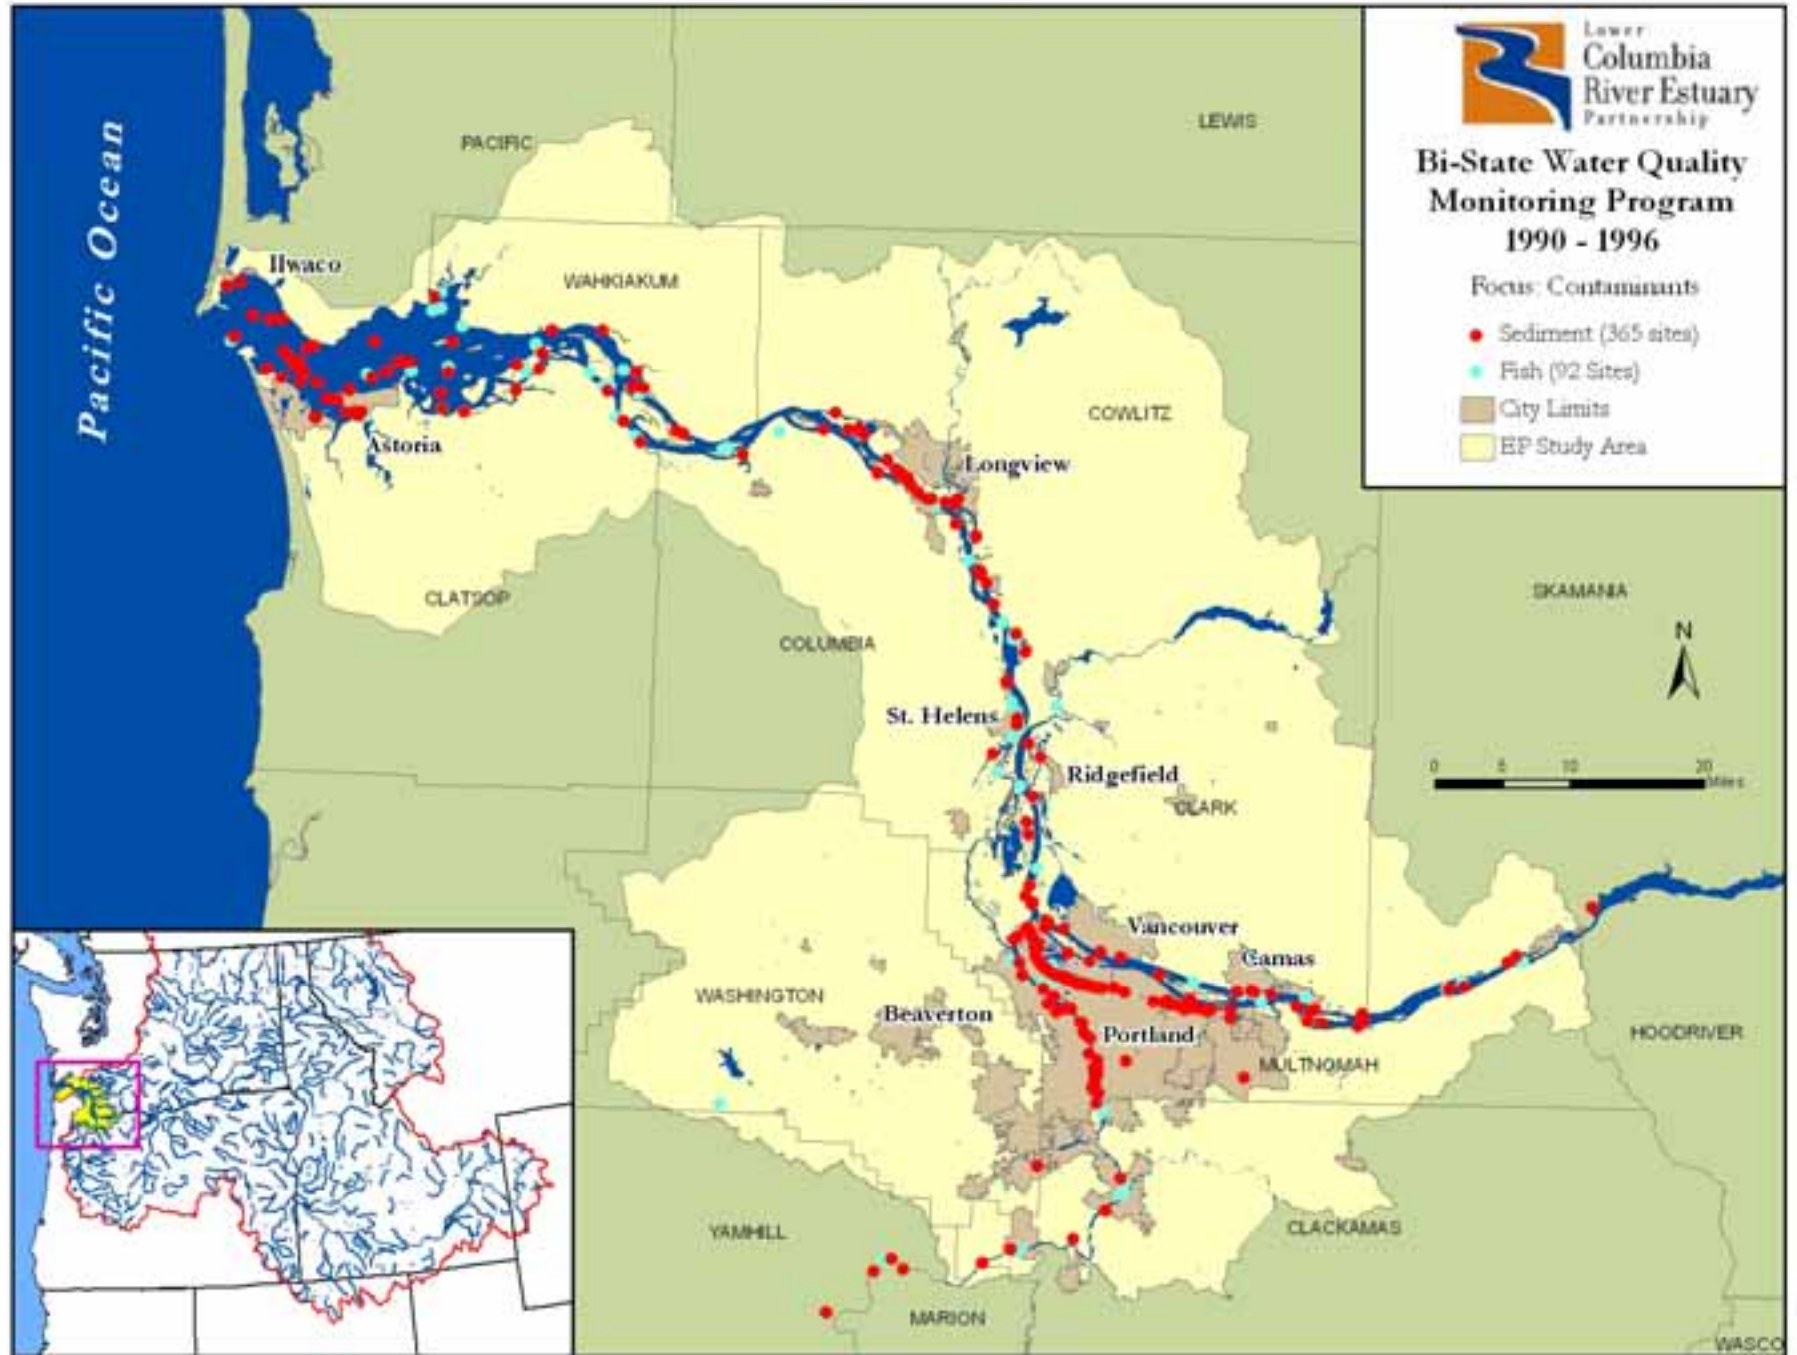 Lower
Columbia
River Estuary
Partnership
Bi-State Water Quality
Monitoring Program
1990 - 1996
Focus: Contaminants
Sediment (365 sites)
Fish (92 Sites)
City Limits
EP Study Area
Pacific Ocean
PACIFIC
LEWIS
Ilwaco
WAHKIAKUM
COWLITZ
Astoria
Longview
CLATSOP
COLUMBIA
SKAMANIA
N
St. Helens
Ridgefield
CLARK
0 5 10 20
Miles
Vancouver
Camas
WASHINGTON
Beaverton
Portland
MULTNOMAH
HOODRIVER
YAMHILL
CLACKAMAS
MARION
WASCO